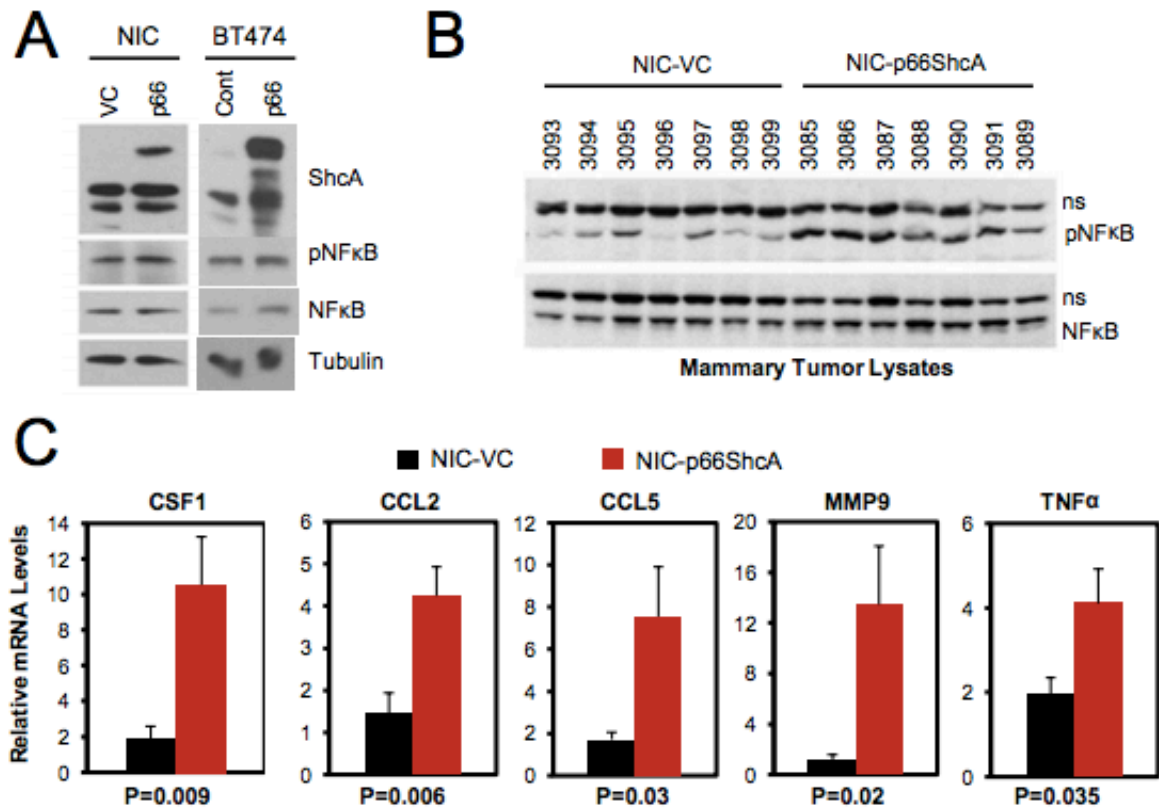 A
NIC BT474
VC p66 Cont p66
ShcA
pNFκB
NFκB
Tubulin
B
NIC-VC NIC-p66ShcA
3093 3094 3095 3096 3097 3098 3099 3085 3086 3087 3088 3090 3091 3089
ns
pNFκB
ns
NFκB
Mammary Tumor Lysates
C
NIC-VC NIC-p66ShcA
Relative mRNA Levels
CSF1
14
12
10
8
6
4
2
0
P=0.009
CCL2
6
5
4
3
2
1
0
P=0.006
CCL5
12
10
8
6
4
2
0
P=0.03
MMP9
20
16
12
8
4
0
P=0.02
TNFα
6
4
2
0
P=0.035